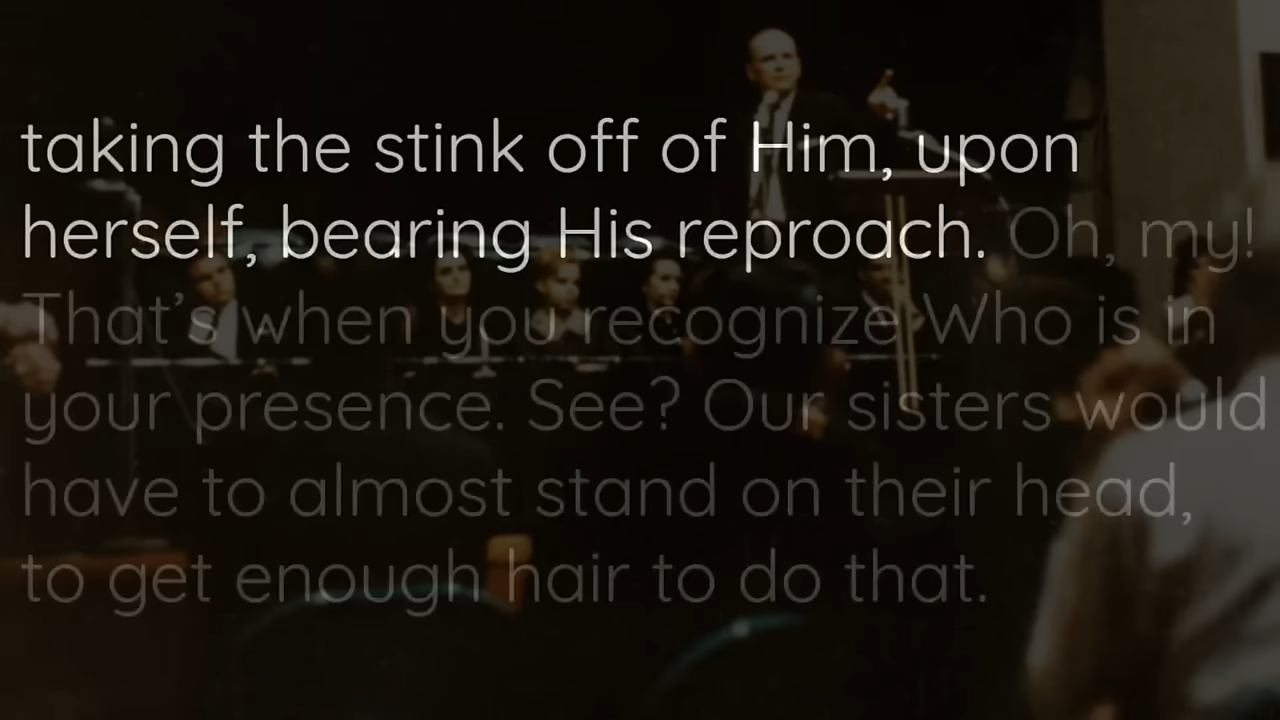 taking the stink off of Him, upon
herself, bearing His reproach. Oh, my!
That’s when you recognize Who is in
your presence. See? Our sisters would
have to almost stand on their head,
to get enough hair to do that.